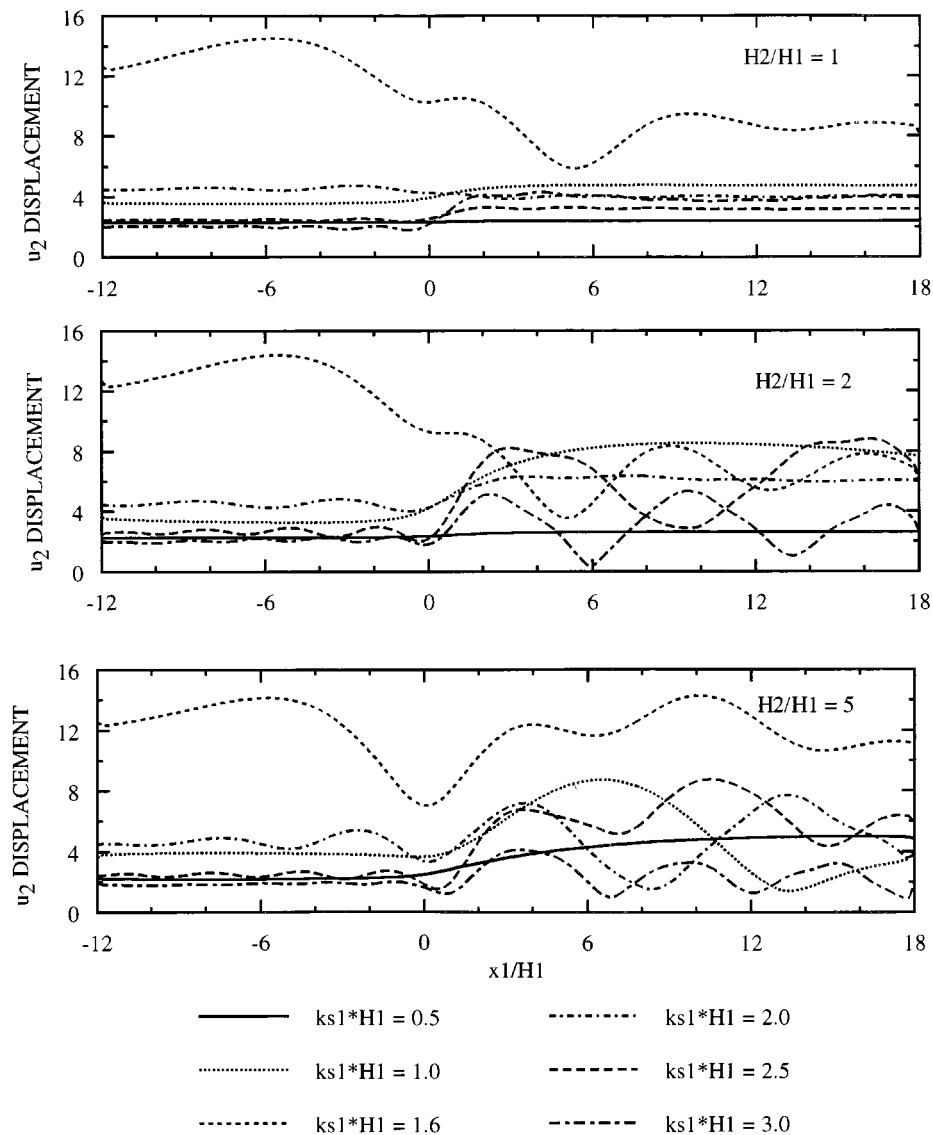 16
12
8
4
0
u2 DISPLACEMENT
H2/H1 = 1
-12 -6 0 6 12 18
16
12
8
4
0
u2 DISPLACEMENT
H2/H1 = 2
-12 -6 0 6 12 18
16
12
8
4
0
u2 DISPLACEMENT
H2/H1 = 5
-12 -6 0 6 12 18
x1/H1
ks1*H1 = 0.5 ks1*H1 = 2.0
ks1*H1 = 1.0 ks1*H1 = 2.5
ks1*H1 = 1.6 ks1*H1 = 3.0